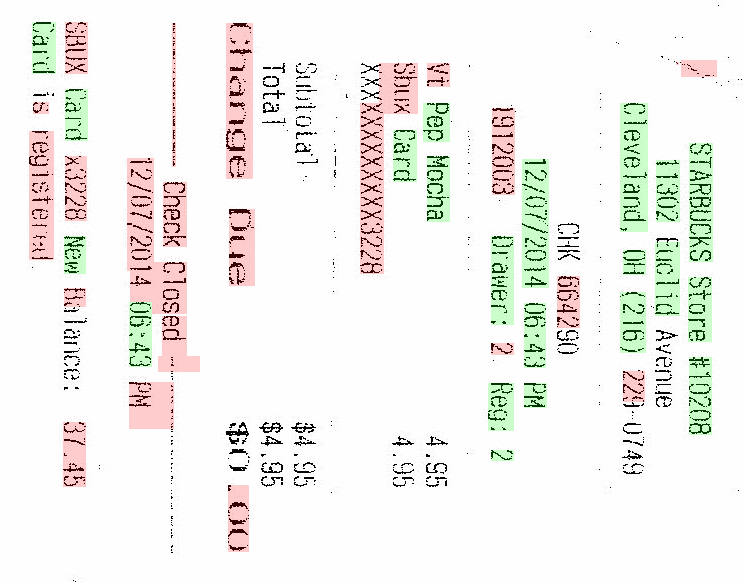 STARBUCKS Store #10208
11302 Euclid Avenue
Cleveland, OH (216) 229-0749
CHK 664290
12/07/2014 06:43 PM
1912003 Drawer: 2 Reg: 2
Vt Pep Mocha 4.95
Sbux Card 4.95
XXXXXXXXXXXX3228
Subtotal $4.95
Total $4.95
Change Due $0.00
Check Closed
12/07/2014 06:43 PM
SBUX Card x3228 New Balance: 37.45
Card is registered.